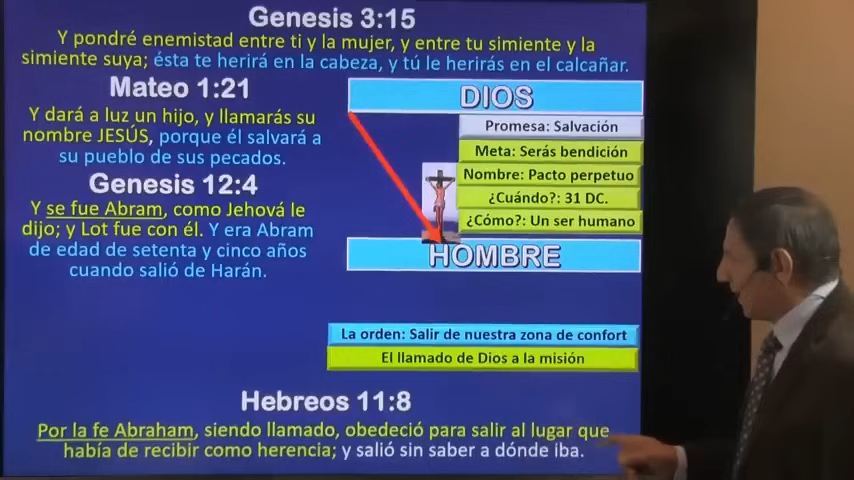 Genesis 3:15
Y pondré enemistad entre ti y la mujer, y entre tu simiente y la
simiente suya; ésta te herirá en la cabeza, y tú le herirás en el calcañar.
Mateo 1:21
Y dará a luz un hijo, y llamarás su
nombre JESÚS, porque él salvará a
su pueblo de sus pecados.
Genesis 12:4
Y se fue Abram, como Jehová le
dijo; y Lot fue con él. Y era Abram
de edad de setenta y cinco años
cuando salió de Harán.
DIOS
Promesa: Salvación
Meta: Serás bendición
Nombre: Pacto perpetuo
¿Cuándo?: 31 DC.
¿Cómo?: Un ser humano
HOMBRE
La orden: Salir de nuestra zona de confort
El llamado de Dios a la misión
Hebreos 11:8
Por la fe Abraham, siendo llamado, obedeció para salir al lugar que
había de recibir como herencia; y salió sin saber a dónde iba.